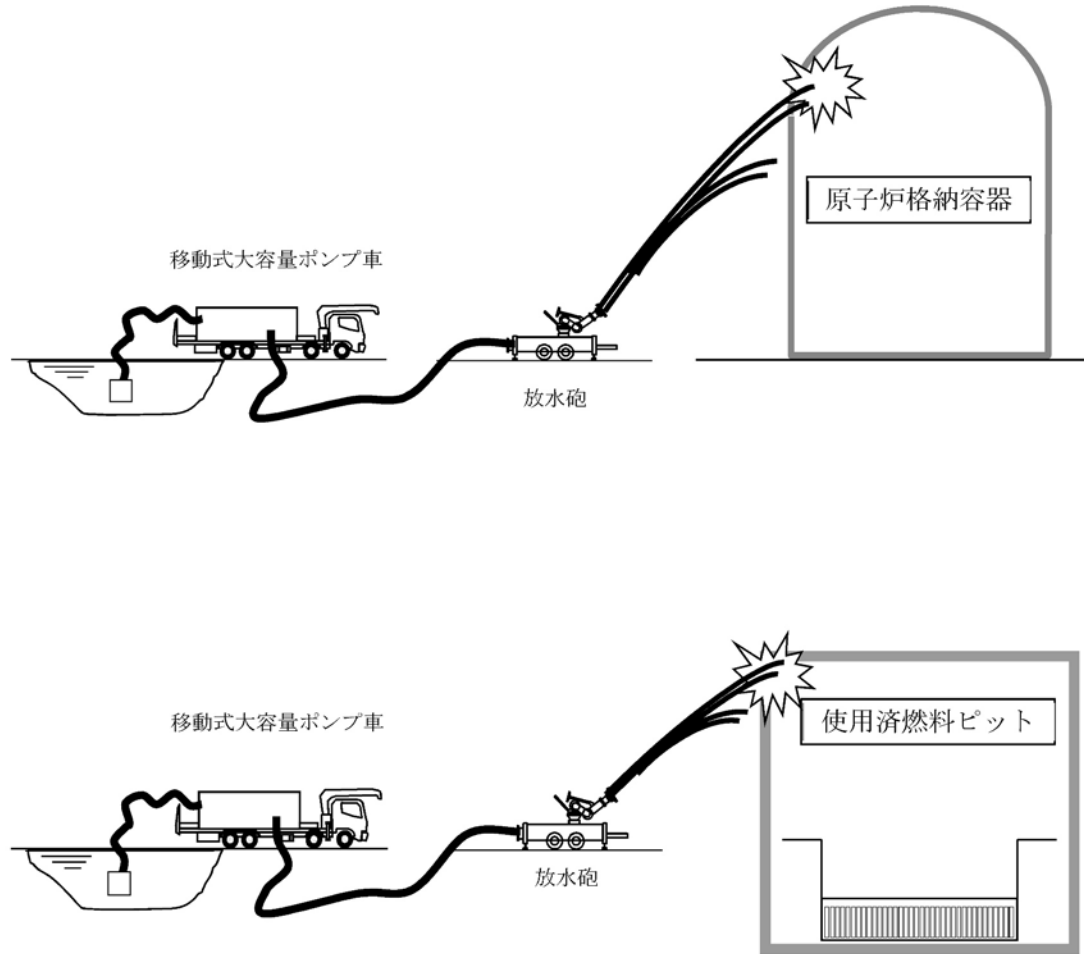 移動式大容量ポンプ車
原子炉格納容器
放水砲
移動式大容量ポンプ車
使用済燃料ピット
放水砲